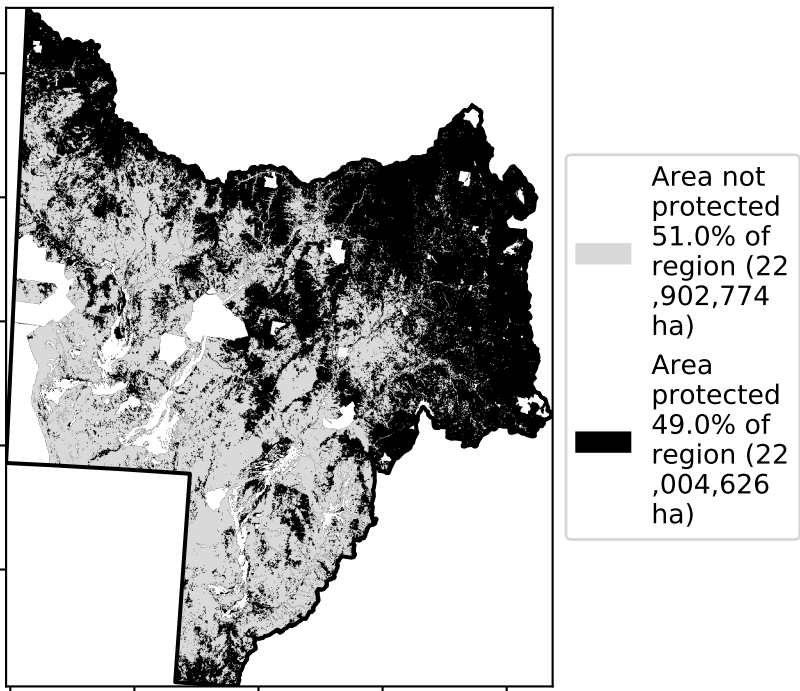 Area not
protected
51.0% of
region (22
,902,774
ha)
Area
protected
49.0% of
region (22
,004,626
ha)